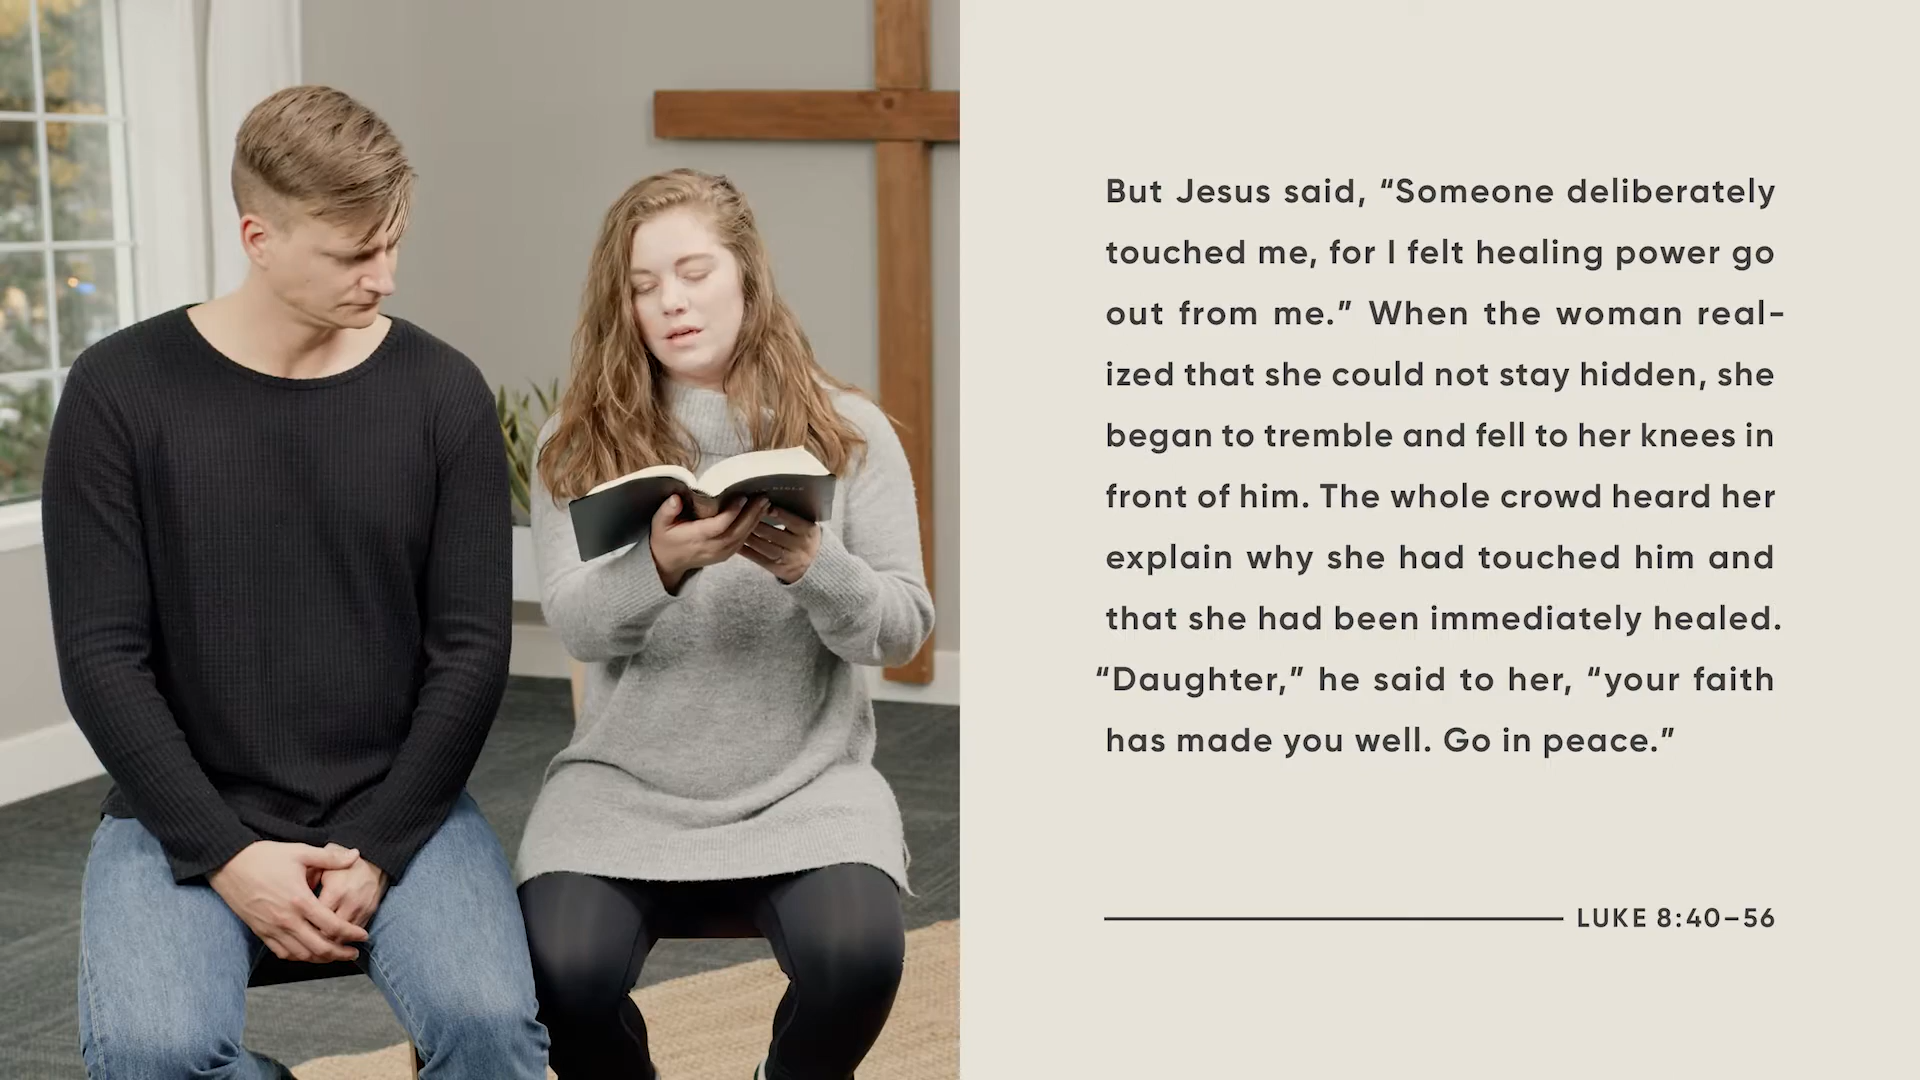 But Jesus said, “Someone deliberately
touched me, for I felt healing power go
out from me.” When the woman real-
ized that she could not stay hidden, she
began to tremble and fell to her knees in
front of him. The whole crowd heard her
explain why she had touched him and
that she had been immediately healed.
“Daughter,” he said to her, “your faith
has made you well. Go in peace.”
LUKE 8:40–56
BIBLE